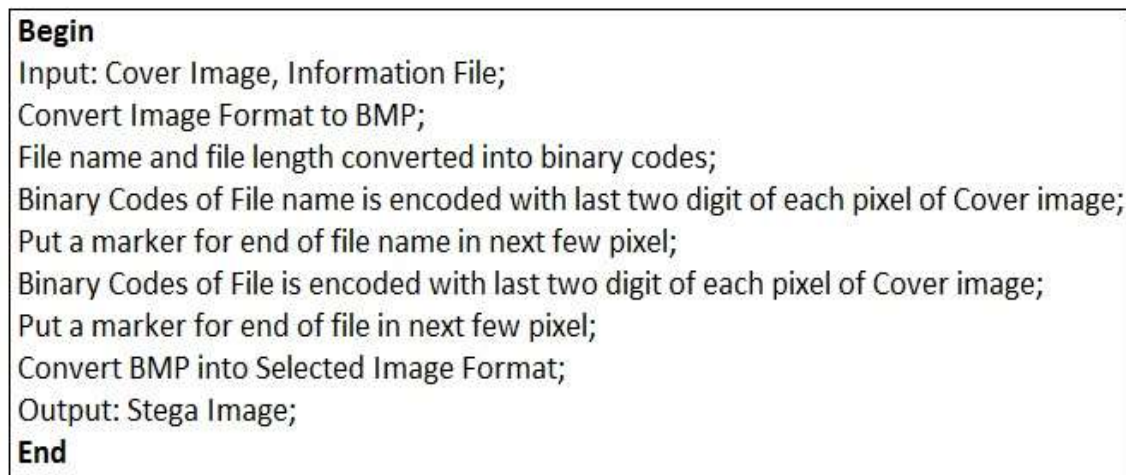 Begin
Input: Cover Image, Information File;
Convert Image Format to BMP;
File name and file length converted into binary codes;
Binary Codes of File name is encoded with last two digit of each pixel of Cover image;
Put a marker for end of file name in next few pixel;
Binary Codes of File is encoded with last two digit of each pixel of Cover image;
Put a marker for end of file in next few pixel;
Convert BMP into Selected Image Format;
Output: Stega Image;
End